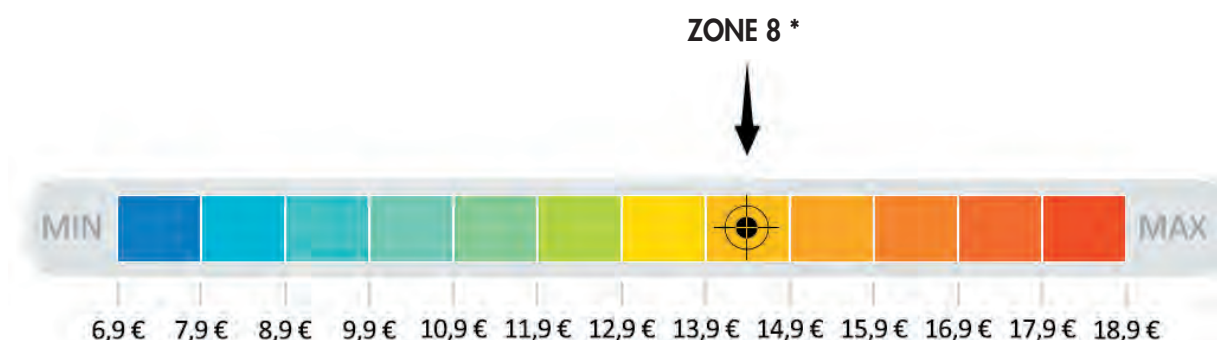 ZONE 8 *
MIN MAX
6,9 € 7,9 € 8,9 € 9,9 € 10,9 € 11,9 € 12,9 € 13,9 € 14,9 € 15,9 € 16,9 € 17,9 € 18,9 €